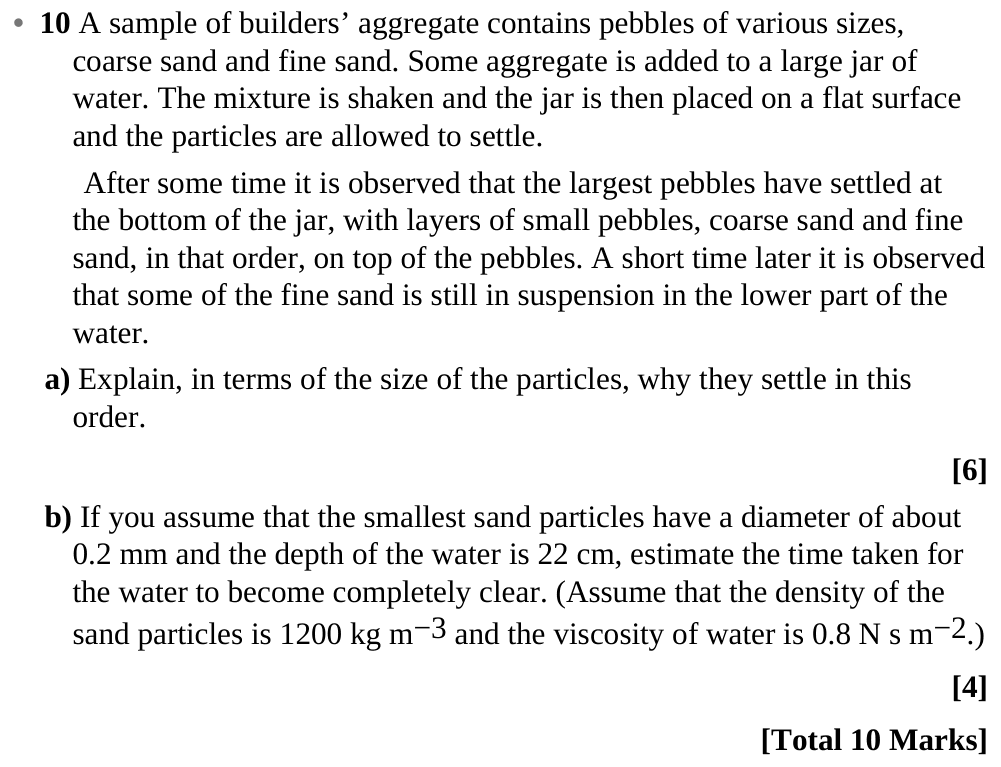 • 10 A sample of builders’ aggregate contains pebbles of various sizes,
coarse sand and fine sand. Some aggregate is added to a large jar of
water. The mixture is shaken and the jar is then placed on a flat surface
and the particles are allowed to settle.
After some time it is observed that the largest pebbles have settled at
the bottom of the jar, with layers of small pebbles, coarse sand and fine
sand, in that order, on top of the pebbles. A short time later it is observed
that some of the fine sand is still in suspension in the lower part of the
water.
a) Explain, in terms of the size of the particles, why they settle in this
order.
[6]
b) If you assume that the smallest sand particles have a diameter of about
0.2 mm and the depth of the water is 22 cm, estimate the time taken for
the water to become completely clear. (Assume that the density of the
sand particles is 1200 kg m⁻³ and the viscosity of water is 0.8 N s m⁻².)
[4]
[Total 10 Marks]